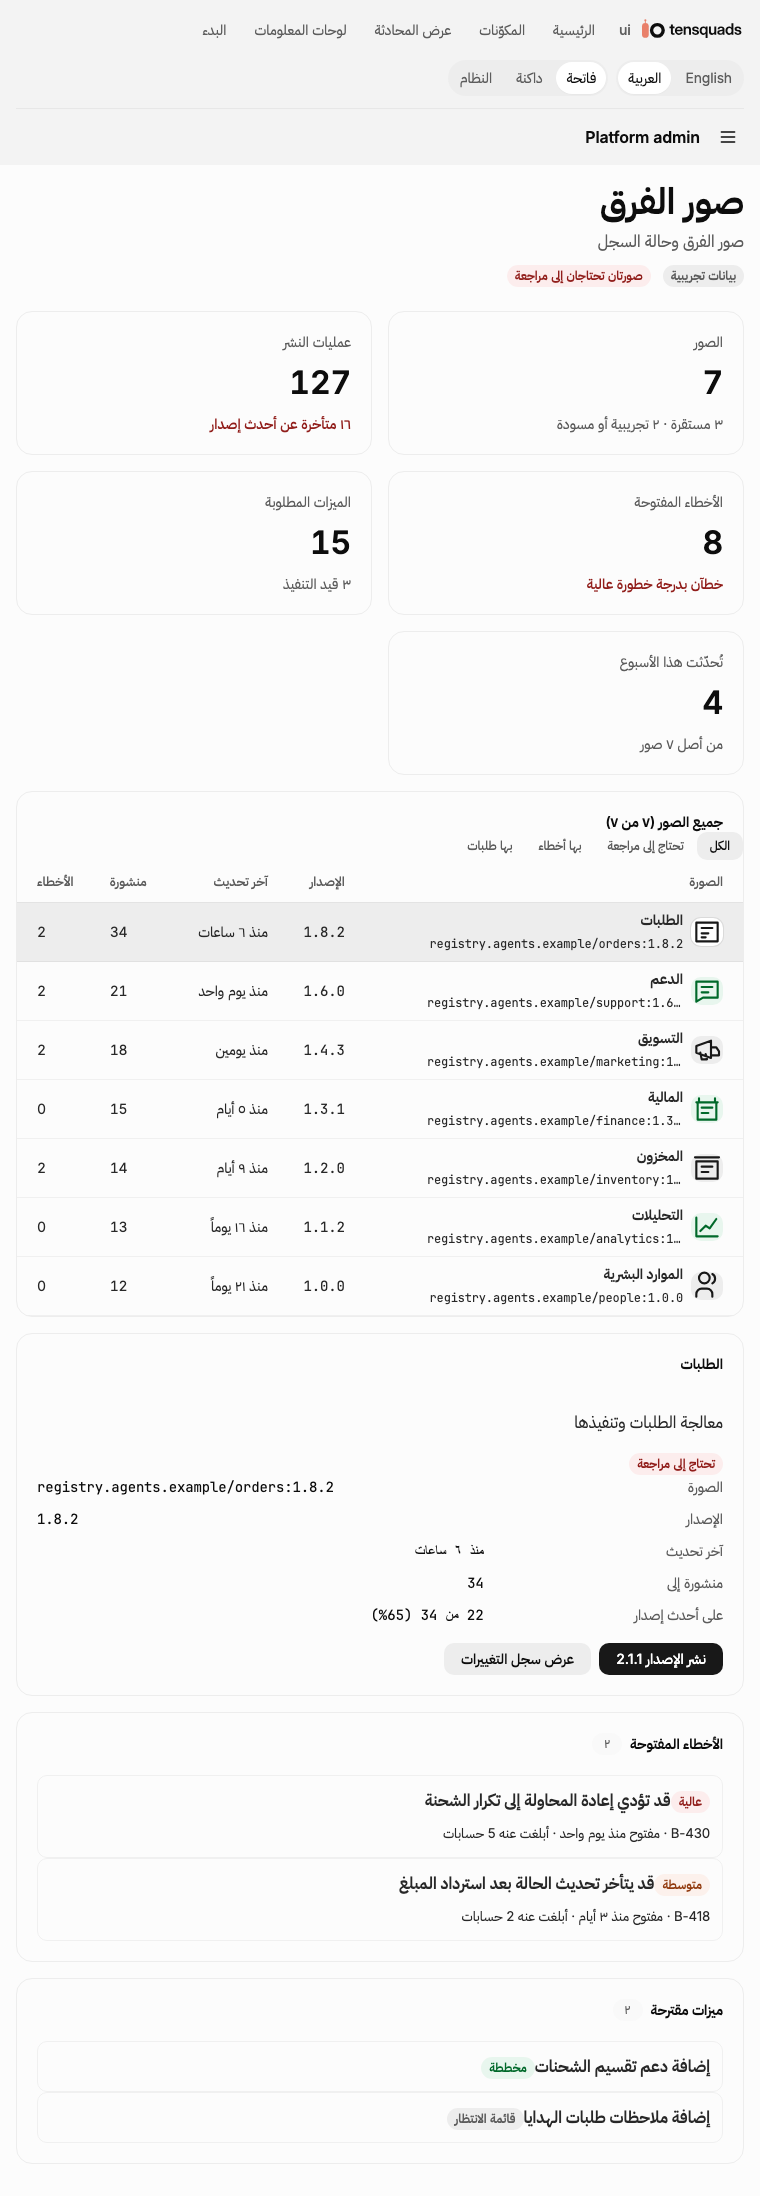 tensquads ui الرئيسية المكوّنات عرض المحادثة لوحات المعلومات البدء
English العربية فاتحة داكنة النظام
Platform admin
صور الفرق
صور الفرق وحالة السجل
بيانات تجريبية صورتان تحتاجان إلى مراجعة
الصور
7
٣ مستقرة · ٢ تجريبية أو مسودة
عمليات النشر
127
١٦ متأخرة عن أحدث إصدار
الأخطاء المفتوحة
8
خطآن بدرجة خطورة عالية
الميزات المطلوبة
15
٣ قيد التنفيذ
تُحدّثت هذا الأسبوع
4
من أصل ٧ صور
جميع الصور (٧ من ٧)
الكل تحتاج إلى مراجعة بها أخطاء بها طلبات
الصورة الإصدار آخر تحديث منشورة الأخطاء
الطلبات
registry.agents.example/orders:1.8.2 1.8.2 منذ ٦ ساعات 34 2
الدعم
registry.agents.example/support:1.6… 1.6.0 منذ يوم واحد 21 2
التسويق
registry.agents.example/marketing:1… 1.4.3 منذ يومين 18 2
المالية
registry.agents.example/finance:1.3… 1.3.1 منذ ٥ أيام 15 0
المخزون
registry.agents.example/inventory:1… 1.2.0 منذ ٩ أيام 14 2
التحليلات
registry.agents.example/analytics:1… 1.1.2 منذ ١٦ يوماً 13 0
الموارد البشرية
registry.agents.example/people:1.0.0 1.0.0 منذ ٢١ يوماً 12 0
الطلبات
معالجة الطلبات وتنفيذها
تحتاج إلى مراجعة
الصورة registry.agents.example/orders:1.8.2
الإصدار 1.8.2
آخر تحديث منذ ٦ ساعات
منشورة إلى 34
على أحدث إصدار 22 من 34 (65%)
نشر الإصدار 2.1.1 عرض سجل التغييرات
الأخطاء المفتوحة ٢
عالية قد تؤدي إعادة المحاولة إلى تكرار الشحنة
B-430 · مفتوح منذ يوم واحد · أبلغت عنه 5 حسابات
متوسطة قد يتأخر تحديث الحالة بعد استرداد المبلغ
B-418 · مفتوح منذ ٣ أيام · أبلغت عنه 2 حسابات
ميزات مقترحة ٢
إضافة دعم تقسيم الشحنات مخططة
إضافة ملاحظات طلبات الهدايا قائمة الانتظار